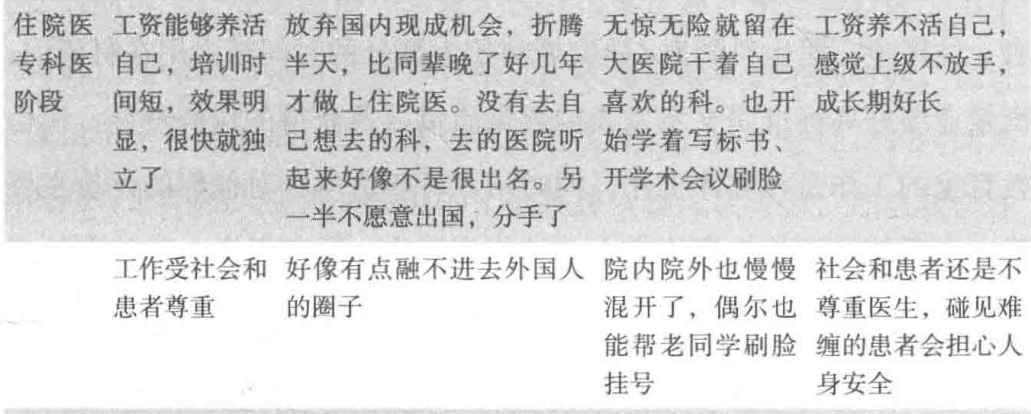 住院医 工资能够养活 放弃国内现成机会，折腾 无惊无险就留在 工资养不活自己，
专科医 自己，培训时 半天，比同辈晚了好几年 大医院干着自己 感觉上级不放手，
阶段 间短，效果明 才做上住院医。没有去自 喜欢的科。也开 成长期好长
显，很快就独 己想去的科，去的医院听 始学着写标书、
立了 起来好像不是很出名。另 开学术会议刷脸
一半不愿意出国，分手了
工作受社会和 好像有点融不进去外国人 院内院外也慢慢 社会和患者还是不
患者尊重 的圈子 混开了，偶尔也 尊重医生，碰见难
能帮老同学刷脸 缠的患者会担心人
挂号 身安全